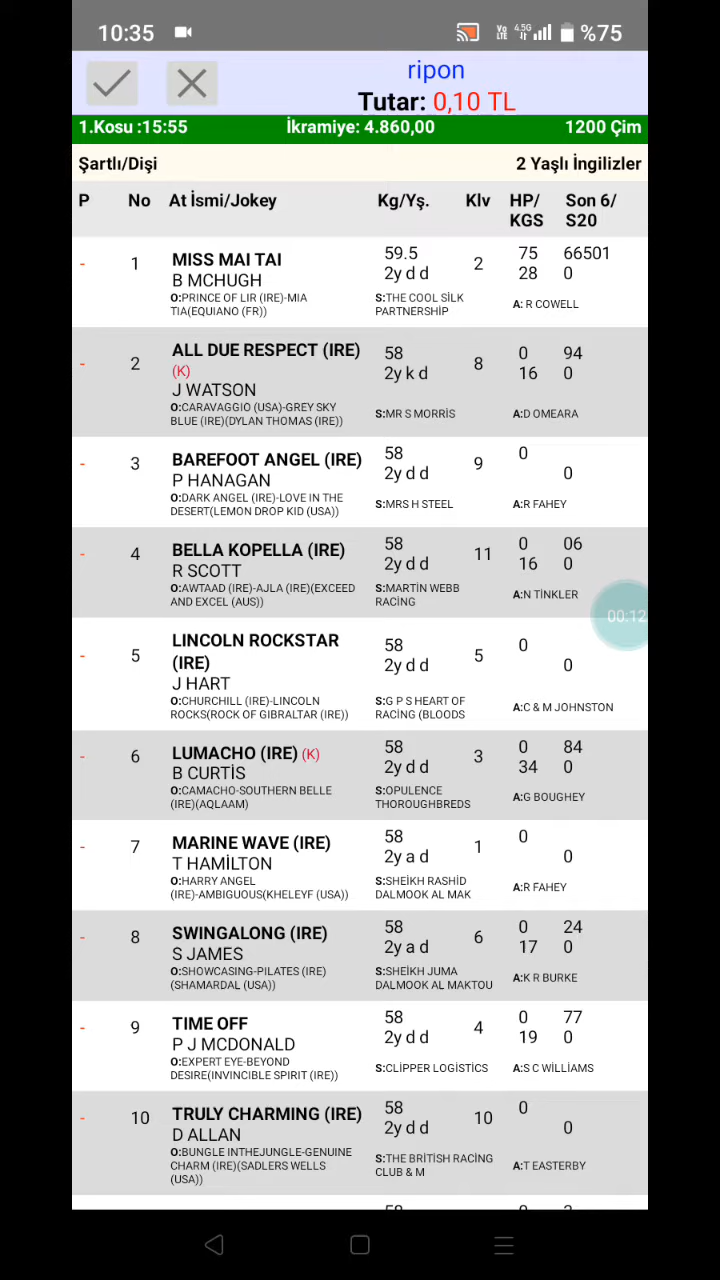 10:35 Vo LTE 4.5G %75
ripon
Tutar: 0,10 TL
1.Kosu :15:55 İkramiye: 4.860,00 1200 Çim
Şartlı/Dişi 2 Yaşlı İngilizler
P No At İsmi/Jokey Kg/Yş. Klv HP/ KGS Son 6/ S20
- 1 MISS MAI TAI 59.5 2 75 66501
B MCHUGH 2y d d 28 0
O:PRINCE OF LIR (IRE)-MIA S:THE COOL SİLK A: R COWELL
TIA(EQUIANO (FR)) PARTNERSHİP
- 2 ALL DUE RESPECT (IRE) 58 8 0 94
(K) 2y k d 16 0
J WATSON
O:CARAVAGGIO (USA)-GREY SKY S:MR S MORRİS A:D OMEARA
BLUE (IRE)(DYLAN THOMAS (IRE))
- 3 BAREFOOT ANGEL (IRE) 58 9 0
P HANAGAN 2y d d 0
O:DARK ANGEL (IRE)-LOVE IN THE S:MRS H STEEL A:R FAHEY
DESERT(LEMON DROP KID (USA))
- 4 BELLA KOPELLA (IRE) 58 11 0 06
R SCOTT 2y d d 16 0
O:AWTAAD (IRE)-AJLA (IRE)(EXCEED S:MARTİN WEBB A:N TİNKLER
AND EXCEL (AUS)) RACİNG
00:12
- 5 LINCOLN ROCKSTAR 58 5 0
(IRE) 2y d d 0
J HART
O:CHURCHILL (IRE)-LINCOLN S:G P S HEART OF A:C & M JOHNSTON
ROCKS(ROCK OF GIBRALTAR (IRE)) RACİNG (BLOODS
- 6 LUMACHO (IRE) (K) 58 3 0 84
B CURTİS 2y d d 34 0
O:CAMACHO-SOUTHERN BELLE S:OPULENCE A:G BOUGHEY
(IRE)(AQLAAM) THOROUGHBREDS
- 7 MARINE WAVE (IRE) 58 1 0
T HAMİLTON 2y a d 0
O:HARRY ANGEL S:SHEİKH RASHİD A:R FAHEY
(IRE)-AMBIGUOUS(KHELEYF (USA)) DALMOOK AL MAK
- 8 SWINGALONG (IRE) 58 6 0 24
S JAMES 2y a d 17 0
O:SHOWCASING-PILATES (IRE) S:SHEİKH JUMA A:K R BURKE
(SHAMARDAL (USA)) DALMOOK AL MAKTOU
- 9 TIME OFF 58 4 0 77
P J MCDONALD 2y d d 19 0
O:EXPERT EYE-BEYOND S:CLİPPER LOGİSTİCS A:S C WİLLİAMS
DESIRE(INVINCIBLE SPIRIT (IRE))
- 10 TRULY CHARMING (IRE) 58 10 0
D ALLAN 2y d d 0
O:BUNGLE INTHEJUNGLE-GENUINE S:THE BRİTİSH RACİNG A:T EASTERBY
CHARM (IRE)(SADLERS WELLS CLUB & M
(USA))